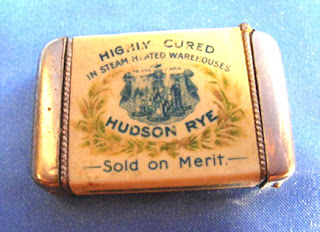 HIGHLY CURED
IN STEAM HEATED WAREHOUSES
HUDSON RYE
—Sold on Merit.—